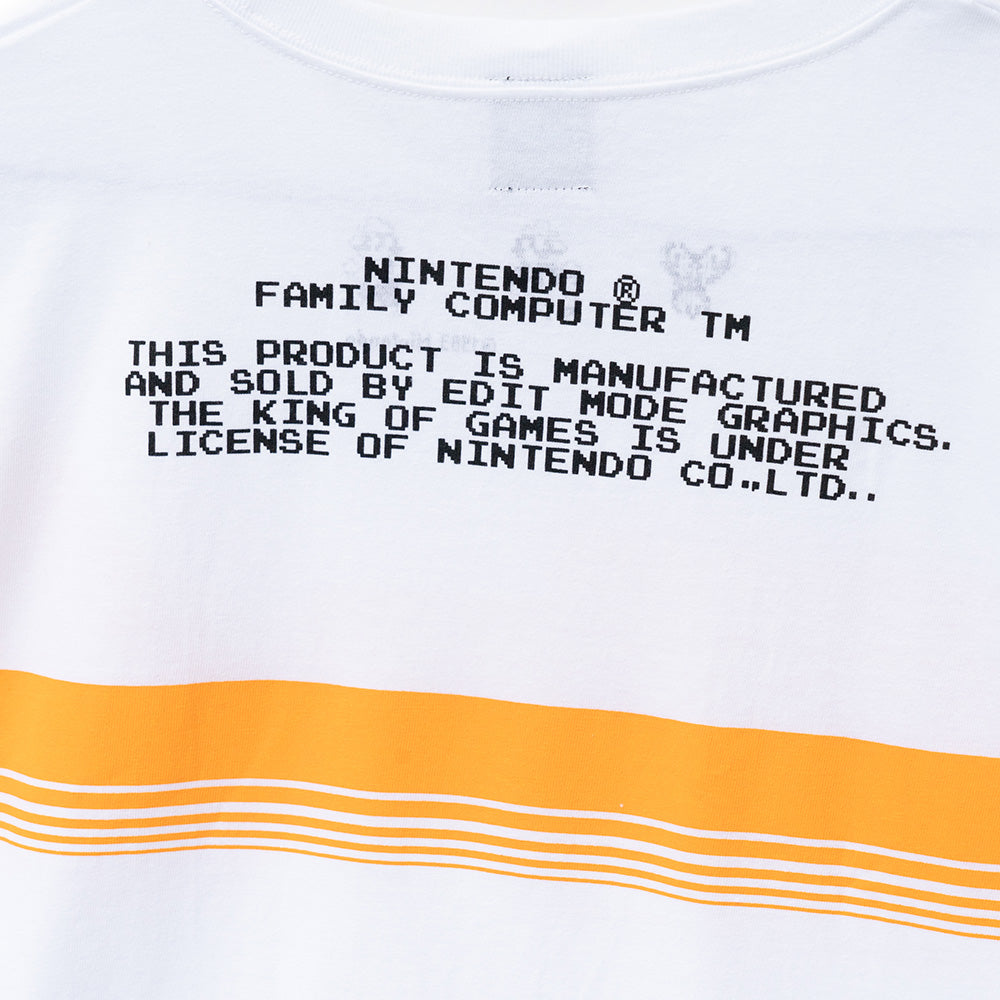 NINTENDO ®
FAMILY COMPUTER TM
THIS PRODUCT IS MANUFACTURED
AND SOLD BY EDIT MODE GRAPHICS.
THE KING OF GAMES IS UNDER
LICENSE OF NINTENDO CO.,LTD..